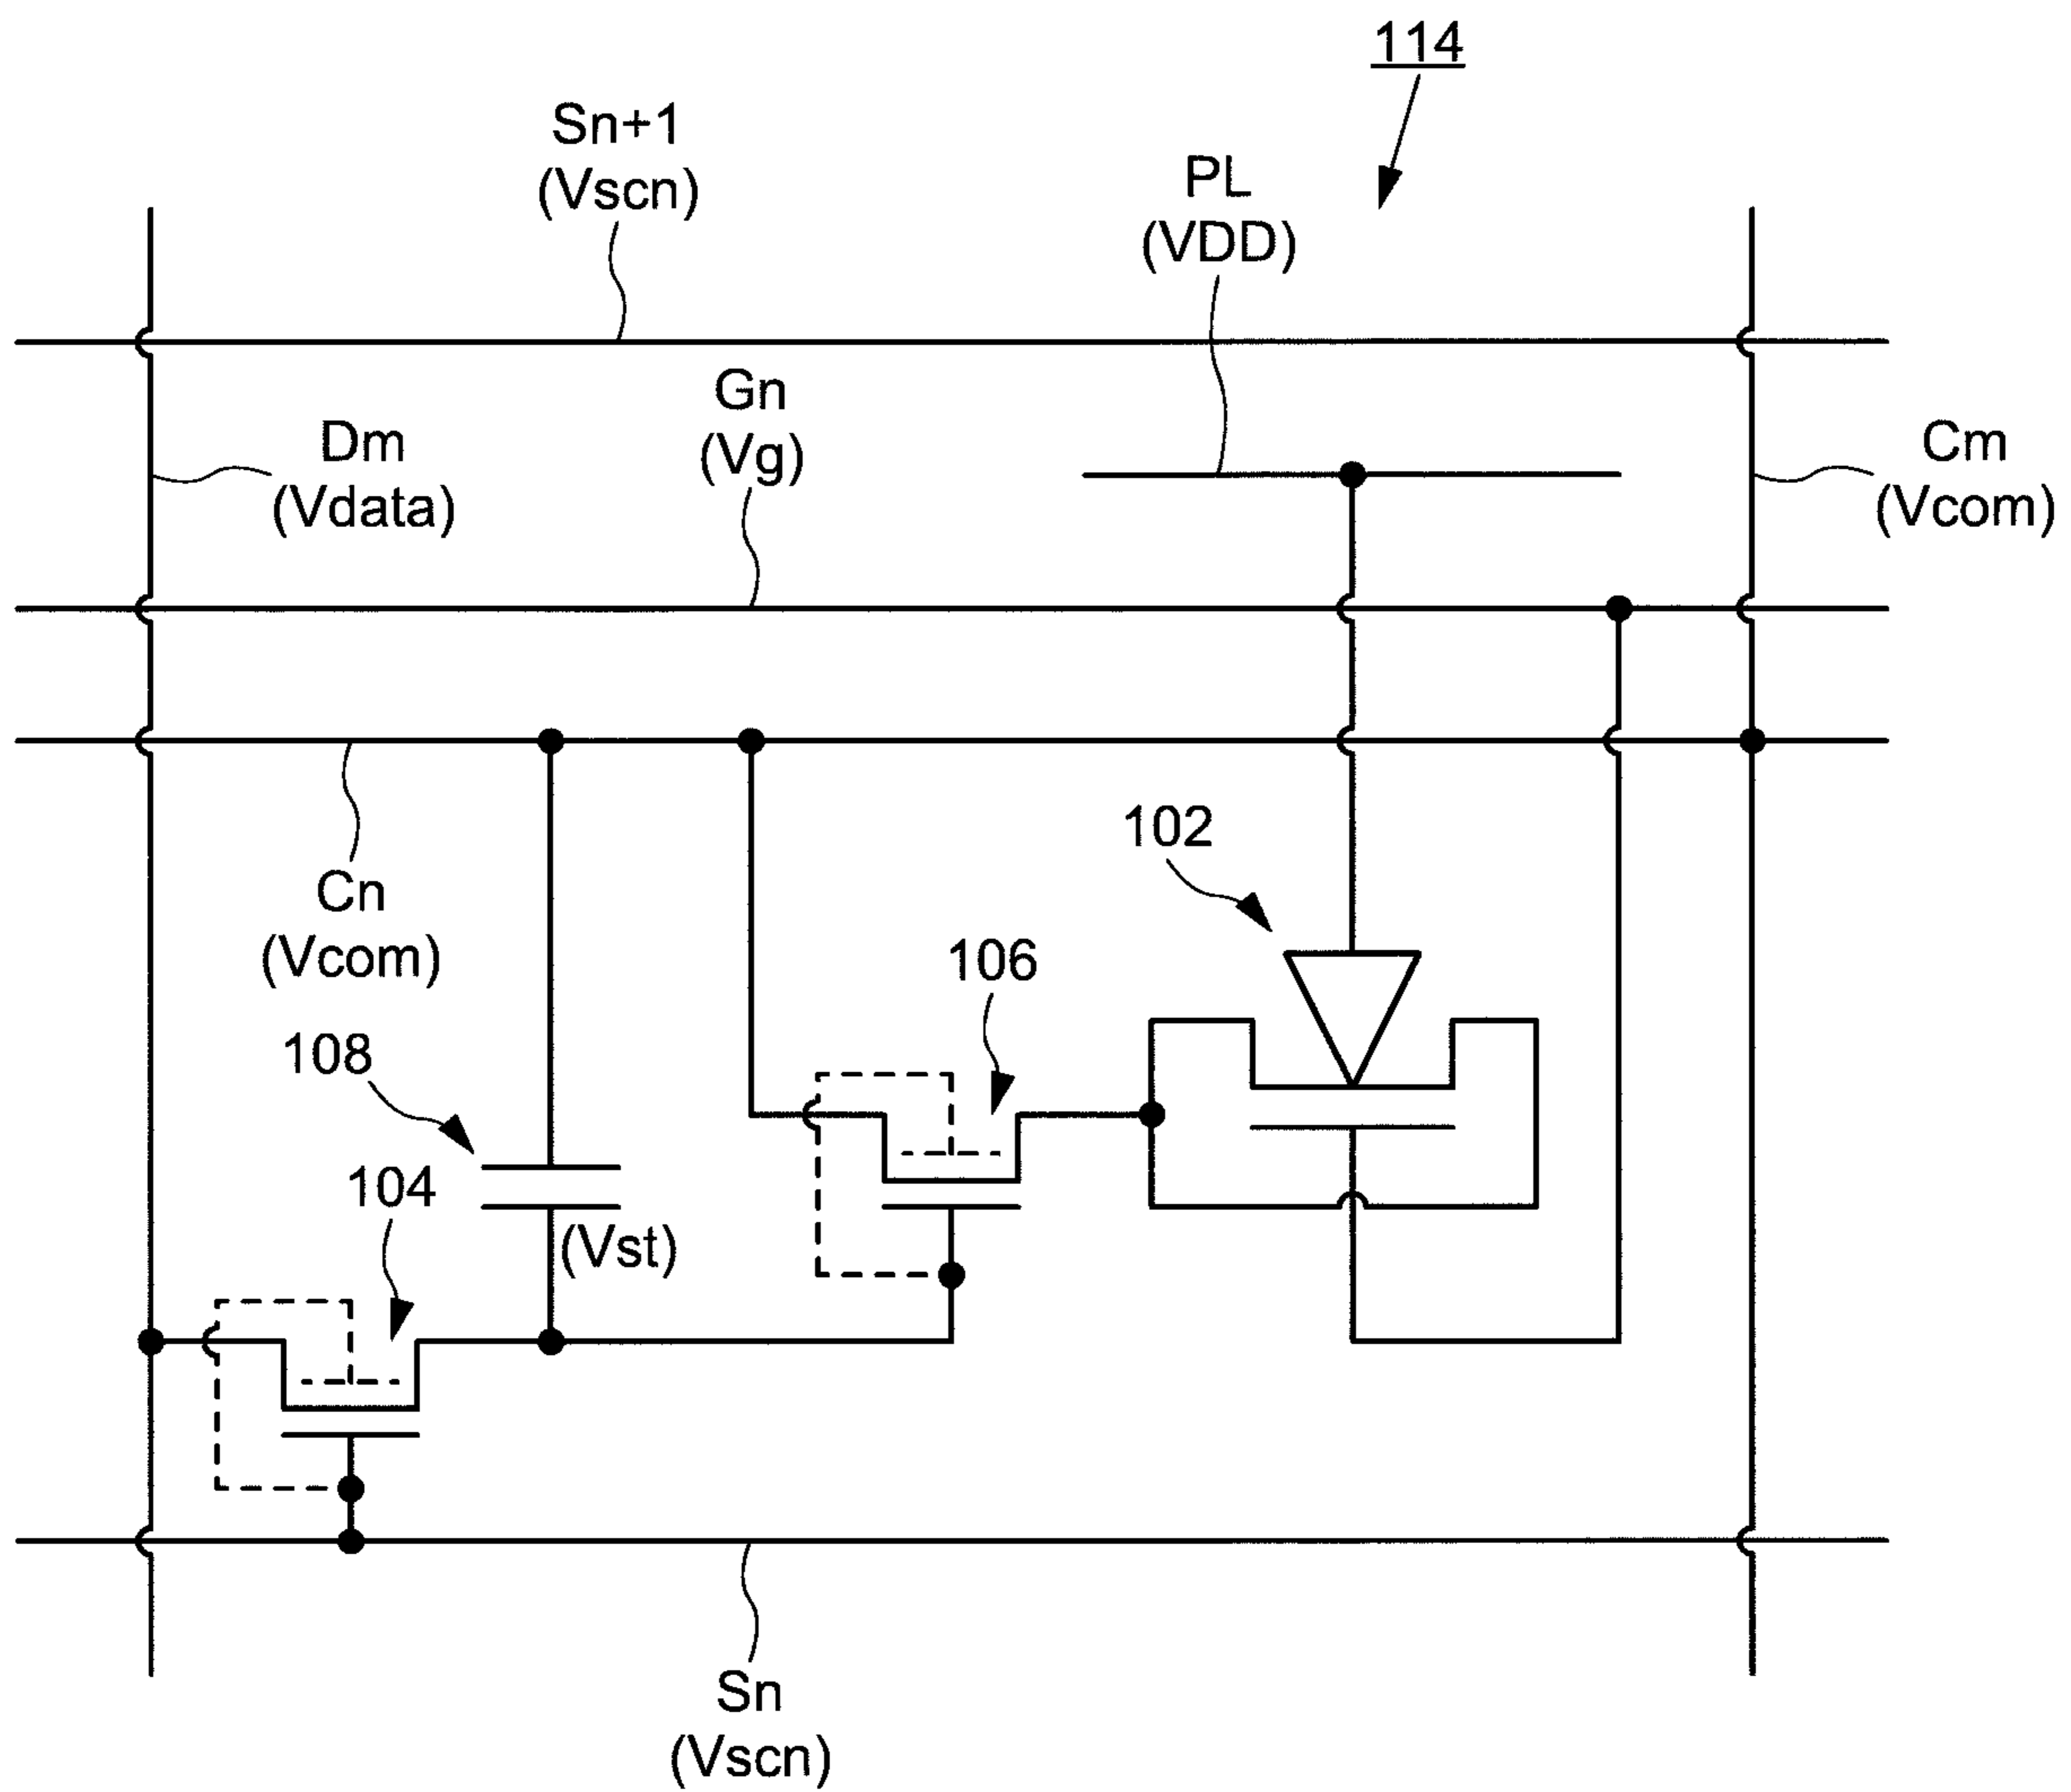 114
Sn+1
(Vscn)
PL
(VDD)
Gn
(Vg)
Dm
(Vdata)
Cm
(Vcom)
Cn
(Vcom)
102
106
108
104
(Vst)
Sn
(Vscn)